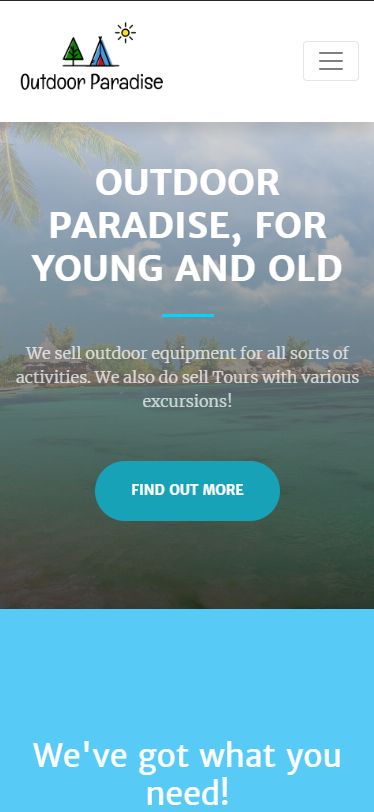 Outdoor Paradise
OUTDOOR
PARADISE, FOR
YOUNG AND OLD
We sell outdoor equipment for all sorts of
activities. We also do sell Tours with various
excursions!
FIND OUT MORE
We've got what you
need!